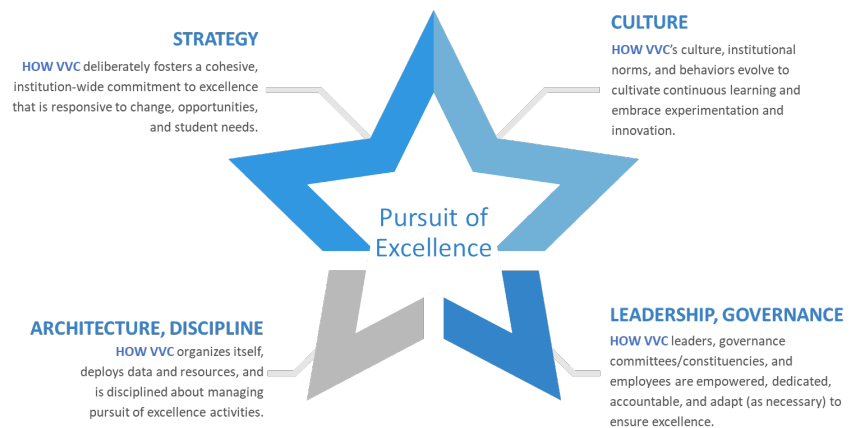 STRATEGY
HOW VVC deliberately fosters a cohesive,
institution-wide commitment to excellence
that is responsive to change, opportunities,
and student needs.
CULTURE
HOW VVC’s culture, institutional
norms, and behaviors evolve to
cultivate continuous learning and
embrace experimentation and
innovation.
Pursuit of
Excellence
ARCHITECTURE, DISCIPLINE
HOW VVC organizes itself,
deploys data and resources, and
is disciplined about managing
pursuit of excellence activities.
LEADERSHIP, GOVERNANCE
HOW VVC leaders, governance
committees/constituencies, and
employees are empowered, dedicated,
accountable, and adapt (as necessary) to
ensure excellence.